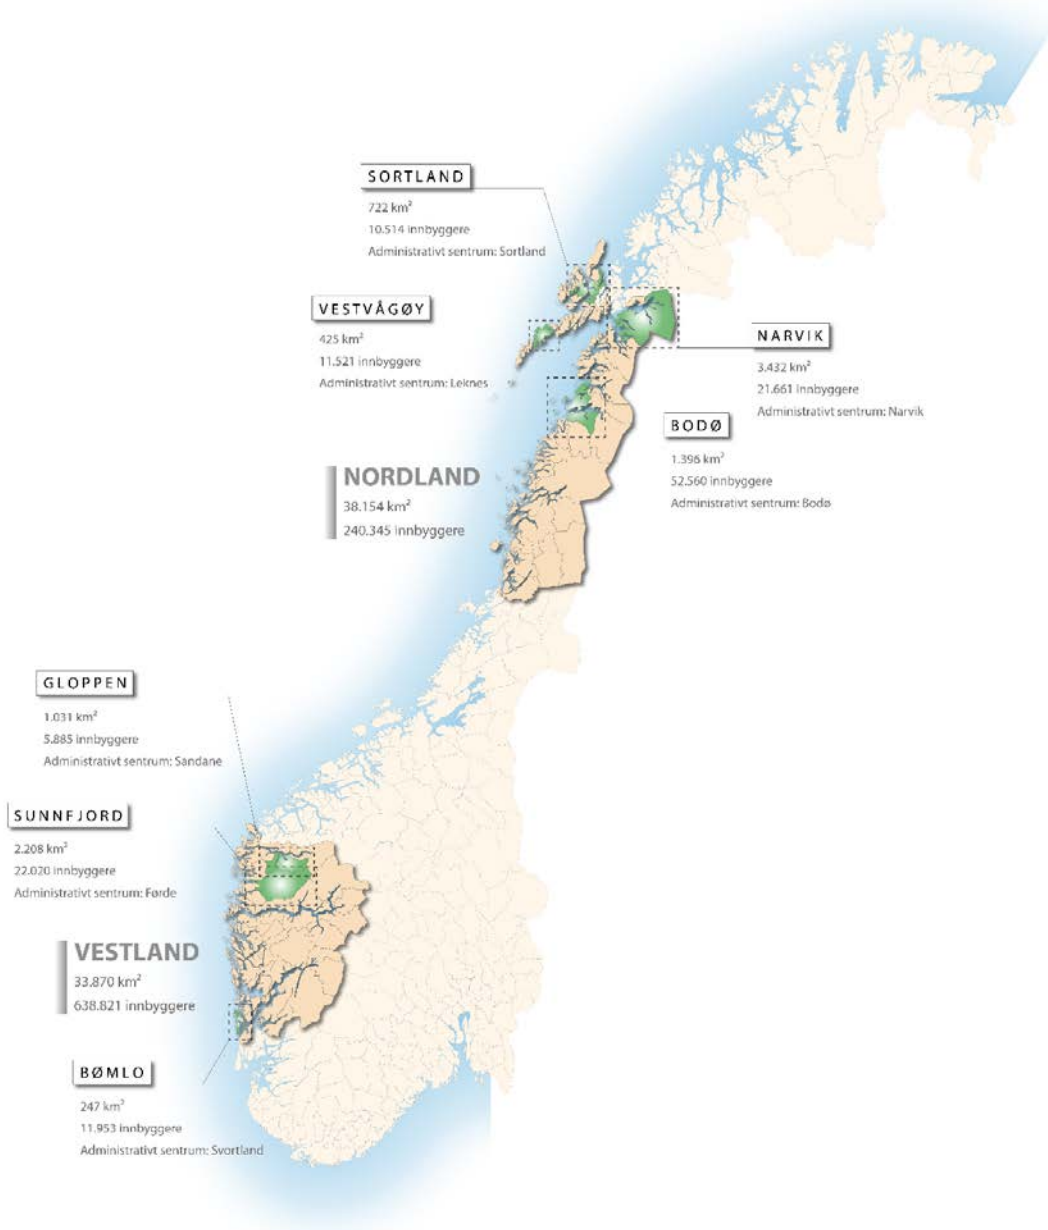 SORTLAND
722 km²
10.514 innbyggere
Administrativt sentrum: Sortland
VESTVÅGØY
425 km²
11.521 innbyggere
Administrativt sentrum: Leknes
NARVIK
3.432 km²
21.661 innbyggere
Administrativt sentrum: Narvik
BODØ
1.396 km²
52.560 innbyggere
Administrativt sentrum: Bodø
NORDLAND
38.154 km²
240.345 innbyggere
GLOPPEN
1.031 km²
5.885 innbyggere
Administrativt sentrum: Sandane
SUNNFJORD
2.208 km²
22.020 innbyggere
Administrativt sentrum: Førde
VESTLAND
33.870 km²
638.821 innbyggere
BØMLO
247 km²
11.953 innbyggere
Administrativt sentrum: Svortland